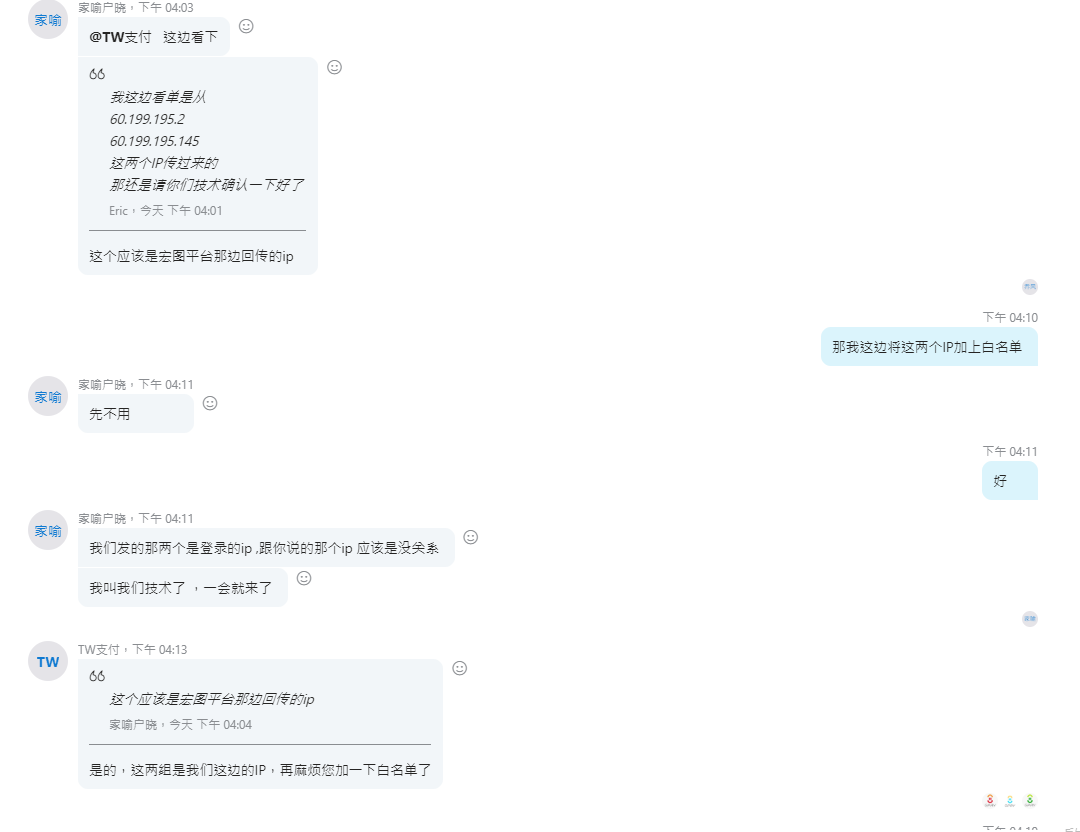 家喻户晓，下午 04:03
家喻
@TW支付 这边看下
我这边看单是从
60.199.195.2
60.199.195.145
这两个IP传过来的
那还是请你们技术确认一下好了
Eric，今天 下午 04:01
这个应该是宏图平台那边回传的ip
下午 04:10
那我这边将这两个IP加上白名单
家喻户晓，下午 04:11
家喻
先不用
下午 04:11
好
家喻户晓，下午 04:11
家喻
我们发的那两个是登录的ip ,跟你说的那个ip 应该是没关系
我叫我们技术了 ，一会就来了
TW支付，下午 04:13
TW
这个应该是宏图平台那边回传的ip
家喻户晓，今天 下午 04:04
是的，这两組是我们这边的IP，再麻烦您加一下白名单了